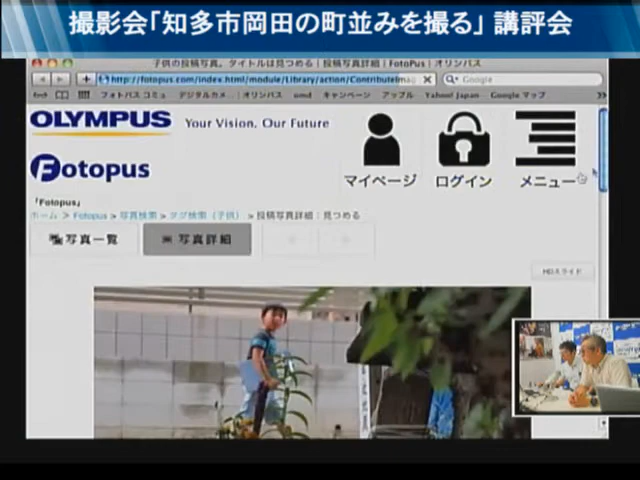 撮影会「知多市岡田の町並みを撮る」 講評会
子供の投稿写真。タイトルは見つめる | 投稿写真詳細 | FotoPus | オリンパス
http://fotopus.com/index.html/module/Library/action/ContributeImag
Google
フォトパス コミュ デジタルカメ... | オリンパス omd キャンペーン アップル Yahoo! Japan Google マップ
OLYMPUS Your Vision, Our Future
Fotopus
マイページ ログイン メニュー
「Fotopus」
ホーム > Fotopus > 写真検索 > タグ検索（子供） > 投稿写真詳細：見つめる
写真一覧 写真詳細
HDスライド